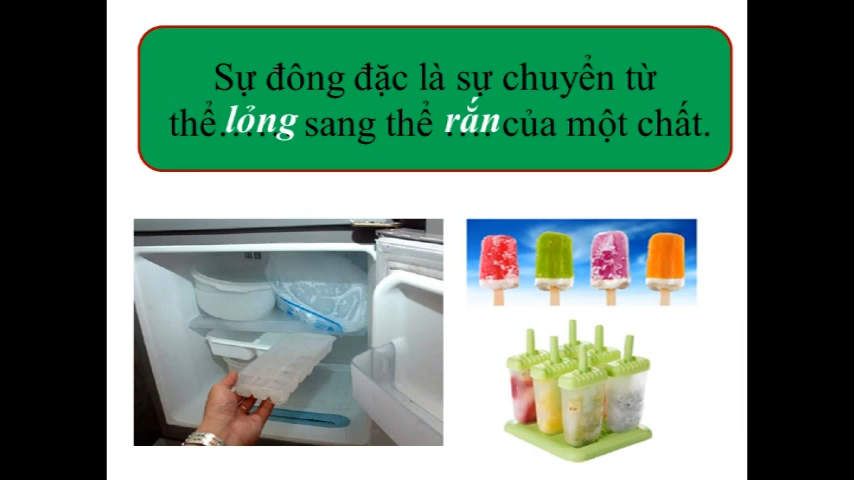 Sự đông đặc là sự chuyển từ
thể lỏng sang thể rắn của một chất.